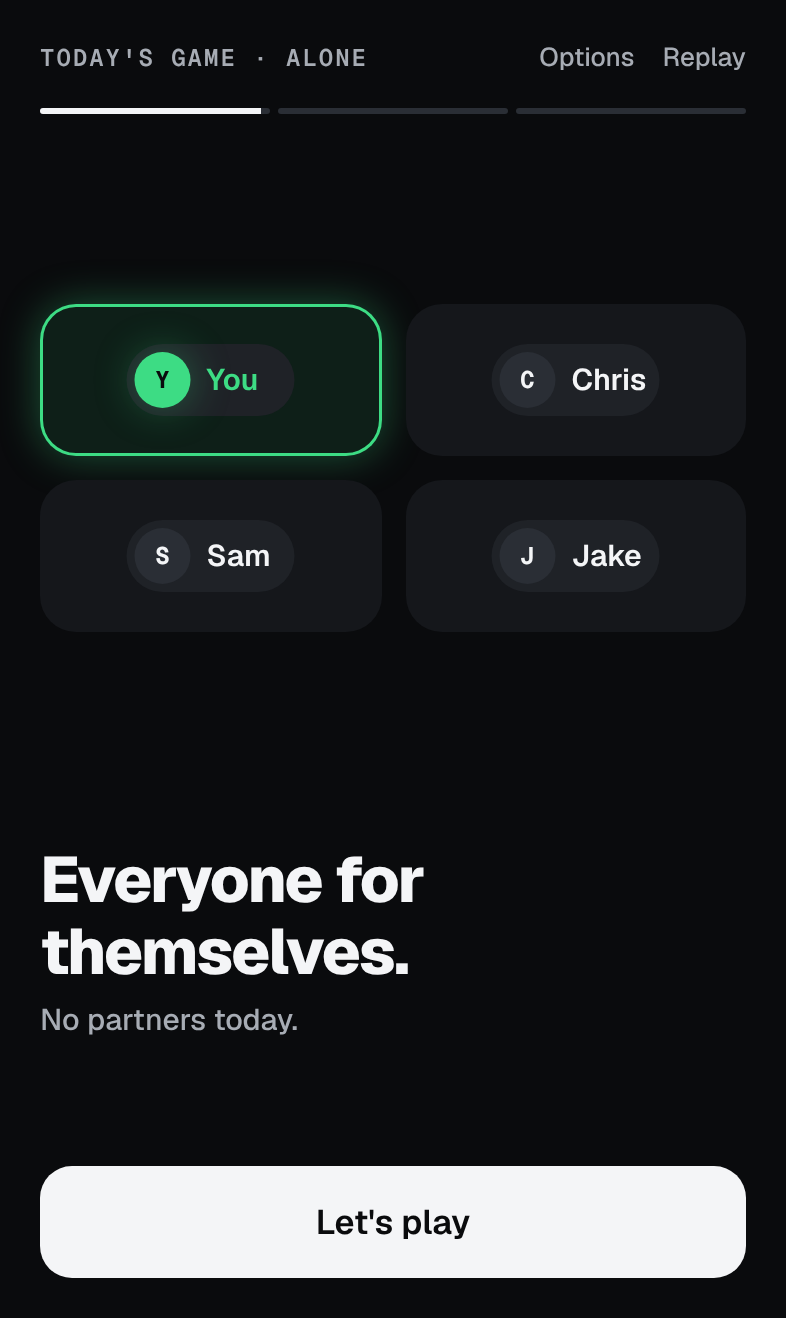 TODAY'S GAME · ALONE
Options
Replay
Y You
C Chris
S Sam
J Jake
Everyone for
themselves.
No partners today.
Let's play